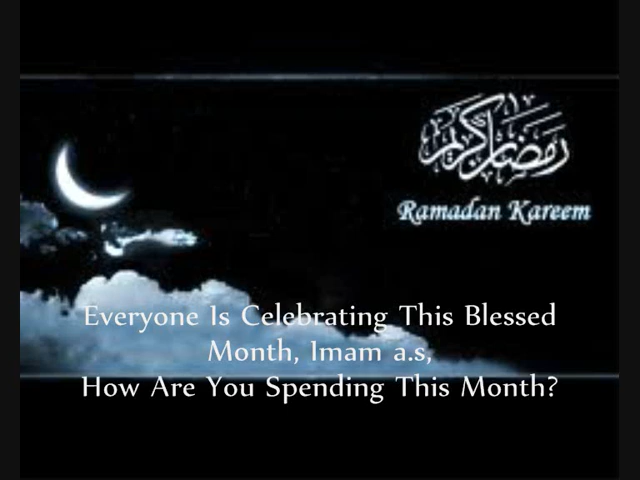 رمضان كريم
Ramadan Kareem
Everyone Is Celebrating This Blessed
Month, Imam a.s,
How Are You Spending This Month?